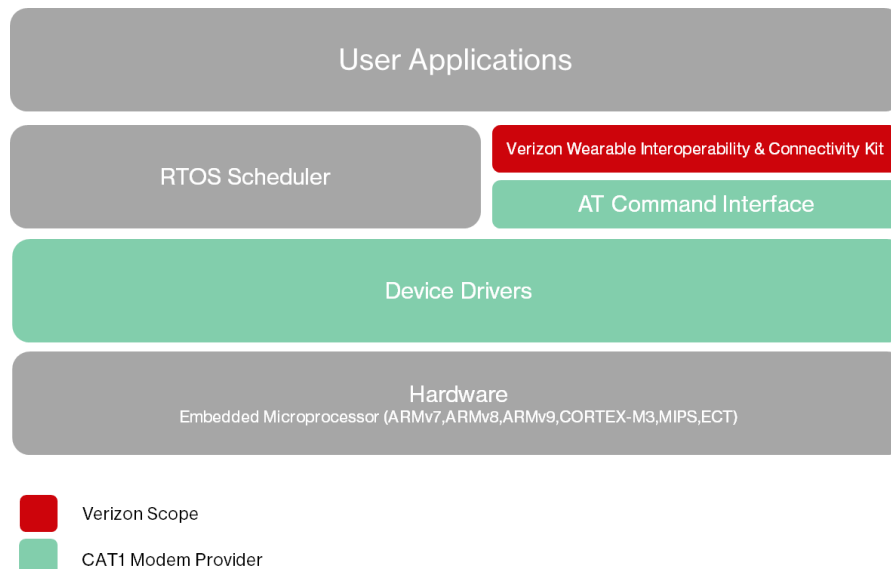 User Applications
RTOS Scheduler
Verizon Wearable Interoperability & Connectivity Kit
AT Command Interface
Device Drivers
Hardware
Embedded Microprocessor (ARMv7,ARMv8,ARMv9,CORTEX-M3,MIPS,ECT)
Verizon Scope
CAT1 Modem Provider